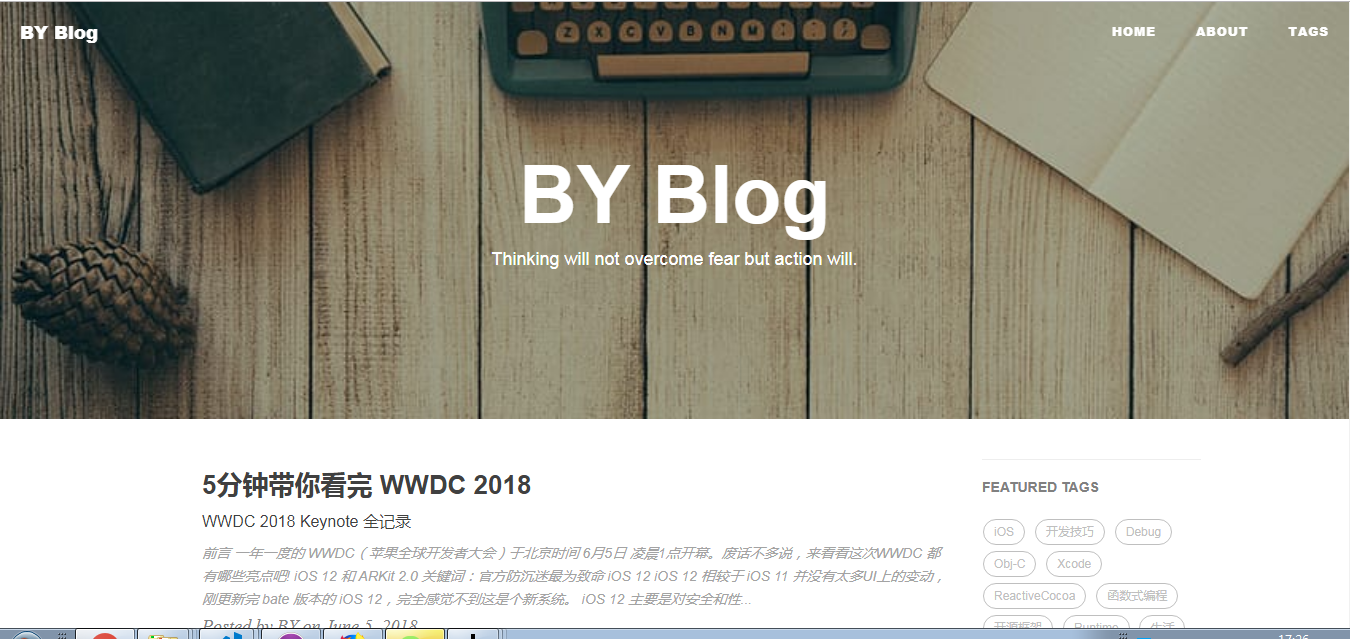 BY Blog
HOME ABOUT TAGS
Z X C V B N M
BY Blog
Thinking will not overcome fear but action will.
5分钟带你看完 WWDC 2018
WWDC 2018 Keynote 全记录
前言 一年一度的 WWDC（苹果全球开发者大会）于北京时间 6月5日 凌晨1点开幕。废话不多说，来看看这次WWDC 都
有哪些亮点吧! iOS 12 和 ARKit 2.0 关键词：官方防沉迷最为致命 iOS 12 iOS 12 相较于 iOS 11 并没有太多UI上的变动，
刚更新完 bate 版本的 iOS 12，完全感觉不到这是个新系统。 iOS 12 主要是对安全和性...
Posted by BY on June 5, 2018
FEATURED TAGS
iOS 开发技巧 Debug
Obj-C Xcode
ReactiveCocoa 函数式编程
开源框架 Runtime 生活
17:26